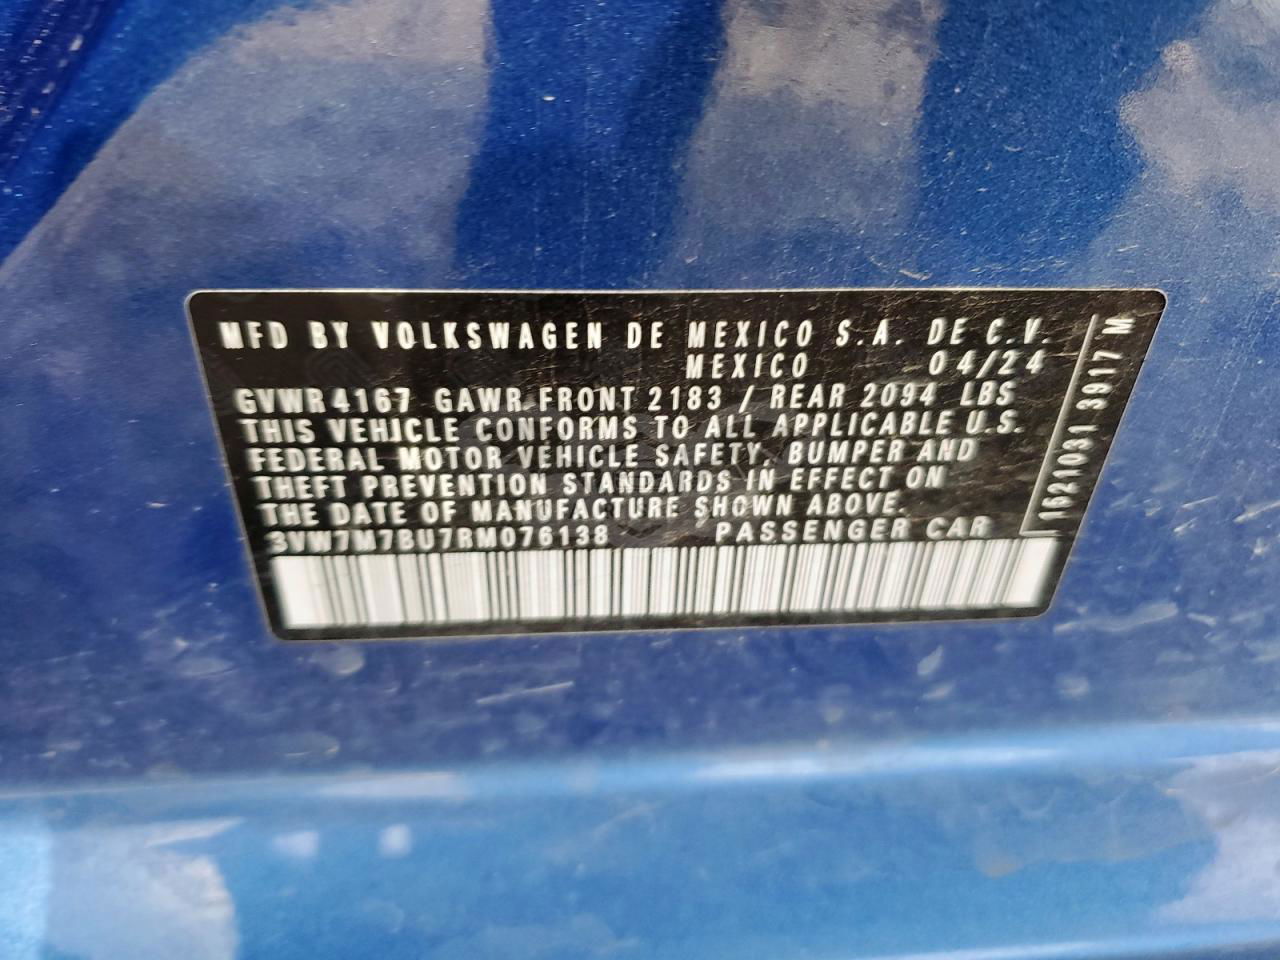 MFD BY VOLKSWAGEN DE MEXICO S.A. DE C.V.
MEXICO 04/24
GVWR 4167 GAWR FRONT 2183 / REAR 2094 LBS
THIS VEHICLE CONFORMS TO ALL APPLICABLE U.S.
FEDERAL MOTOR VEHICLE SAFETY, BUMPER AND
THEFT PREVENTION STANDARDS IN EFFECT ON
THE DATE OF MANUFACTURE SHOWN ABOVE.
3VW7M7BU7RM076138 PASSENGER CAR
1621031 3917 M